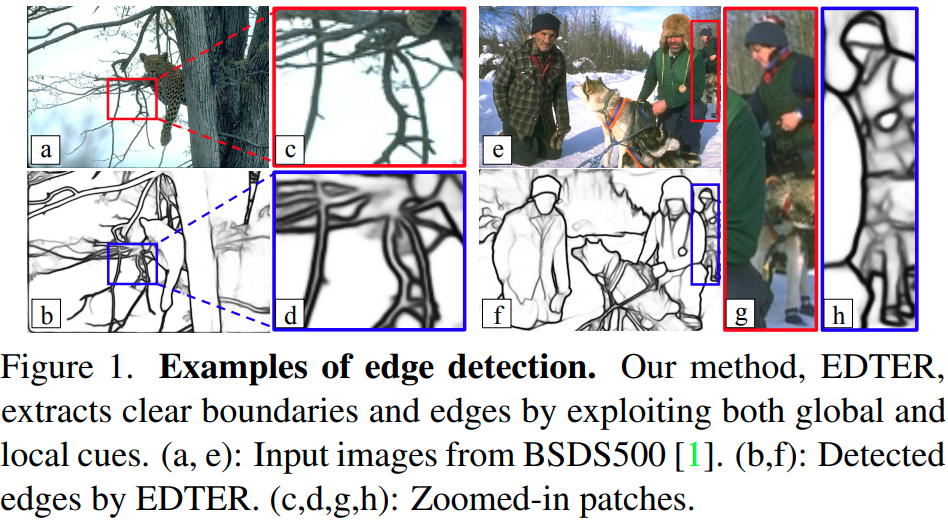 a
c
e
b
d
f
g
h
Figure 1. Examples of edge detection. Our method, EDTER,
extracts clear boundaries and edges by exploiting both global and
local cues. (a, e): Input images from BSDS500 [1]. (b,f): Detected
edges by EDTER. (c,d,g,h): Zoomed-in patches.